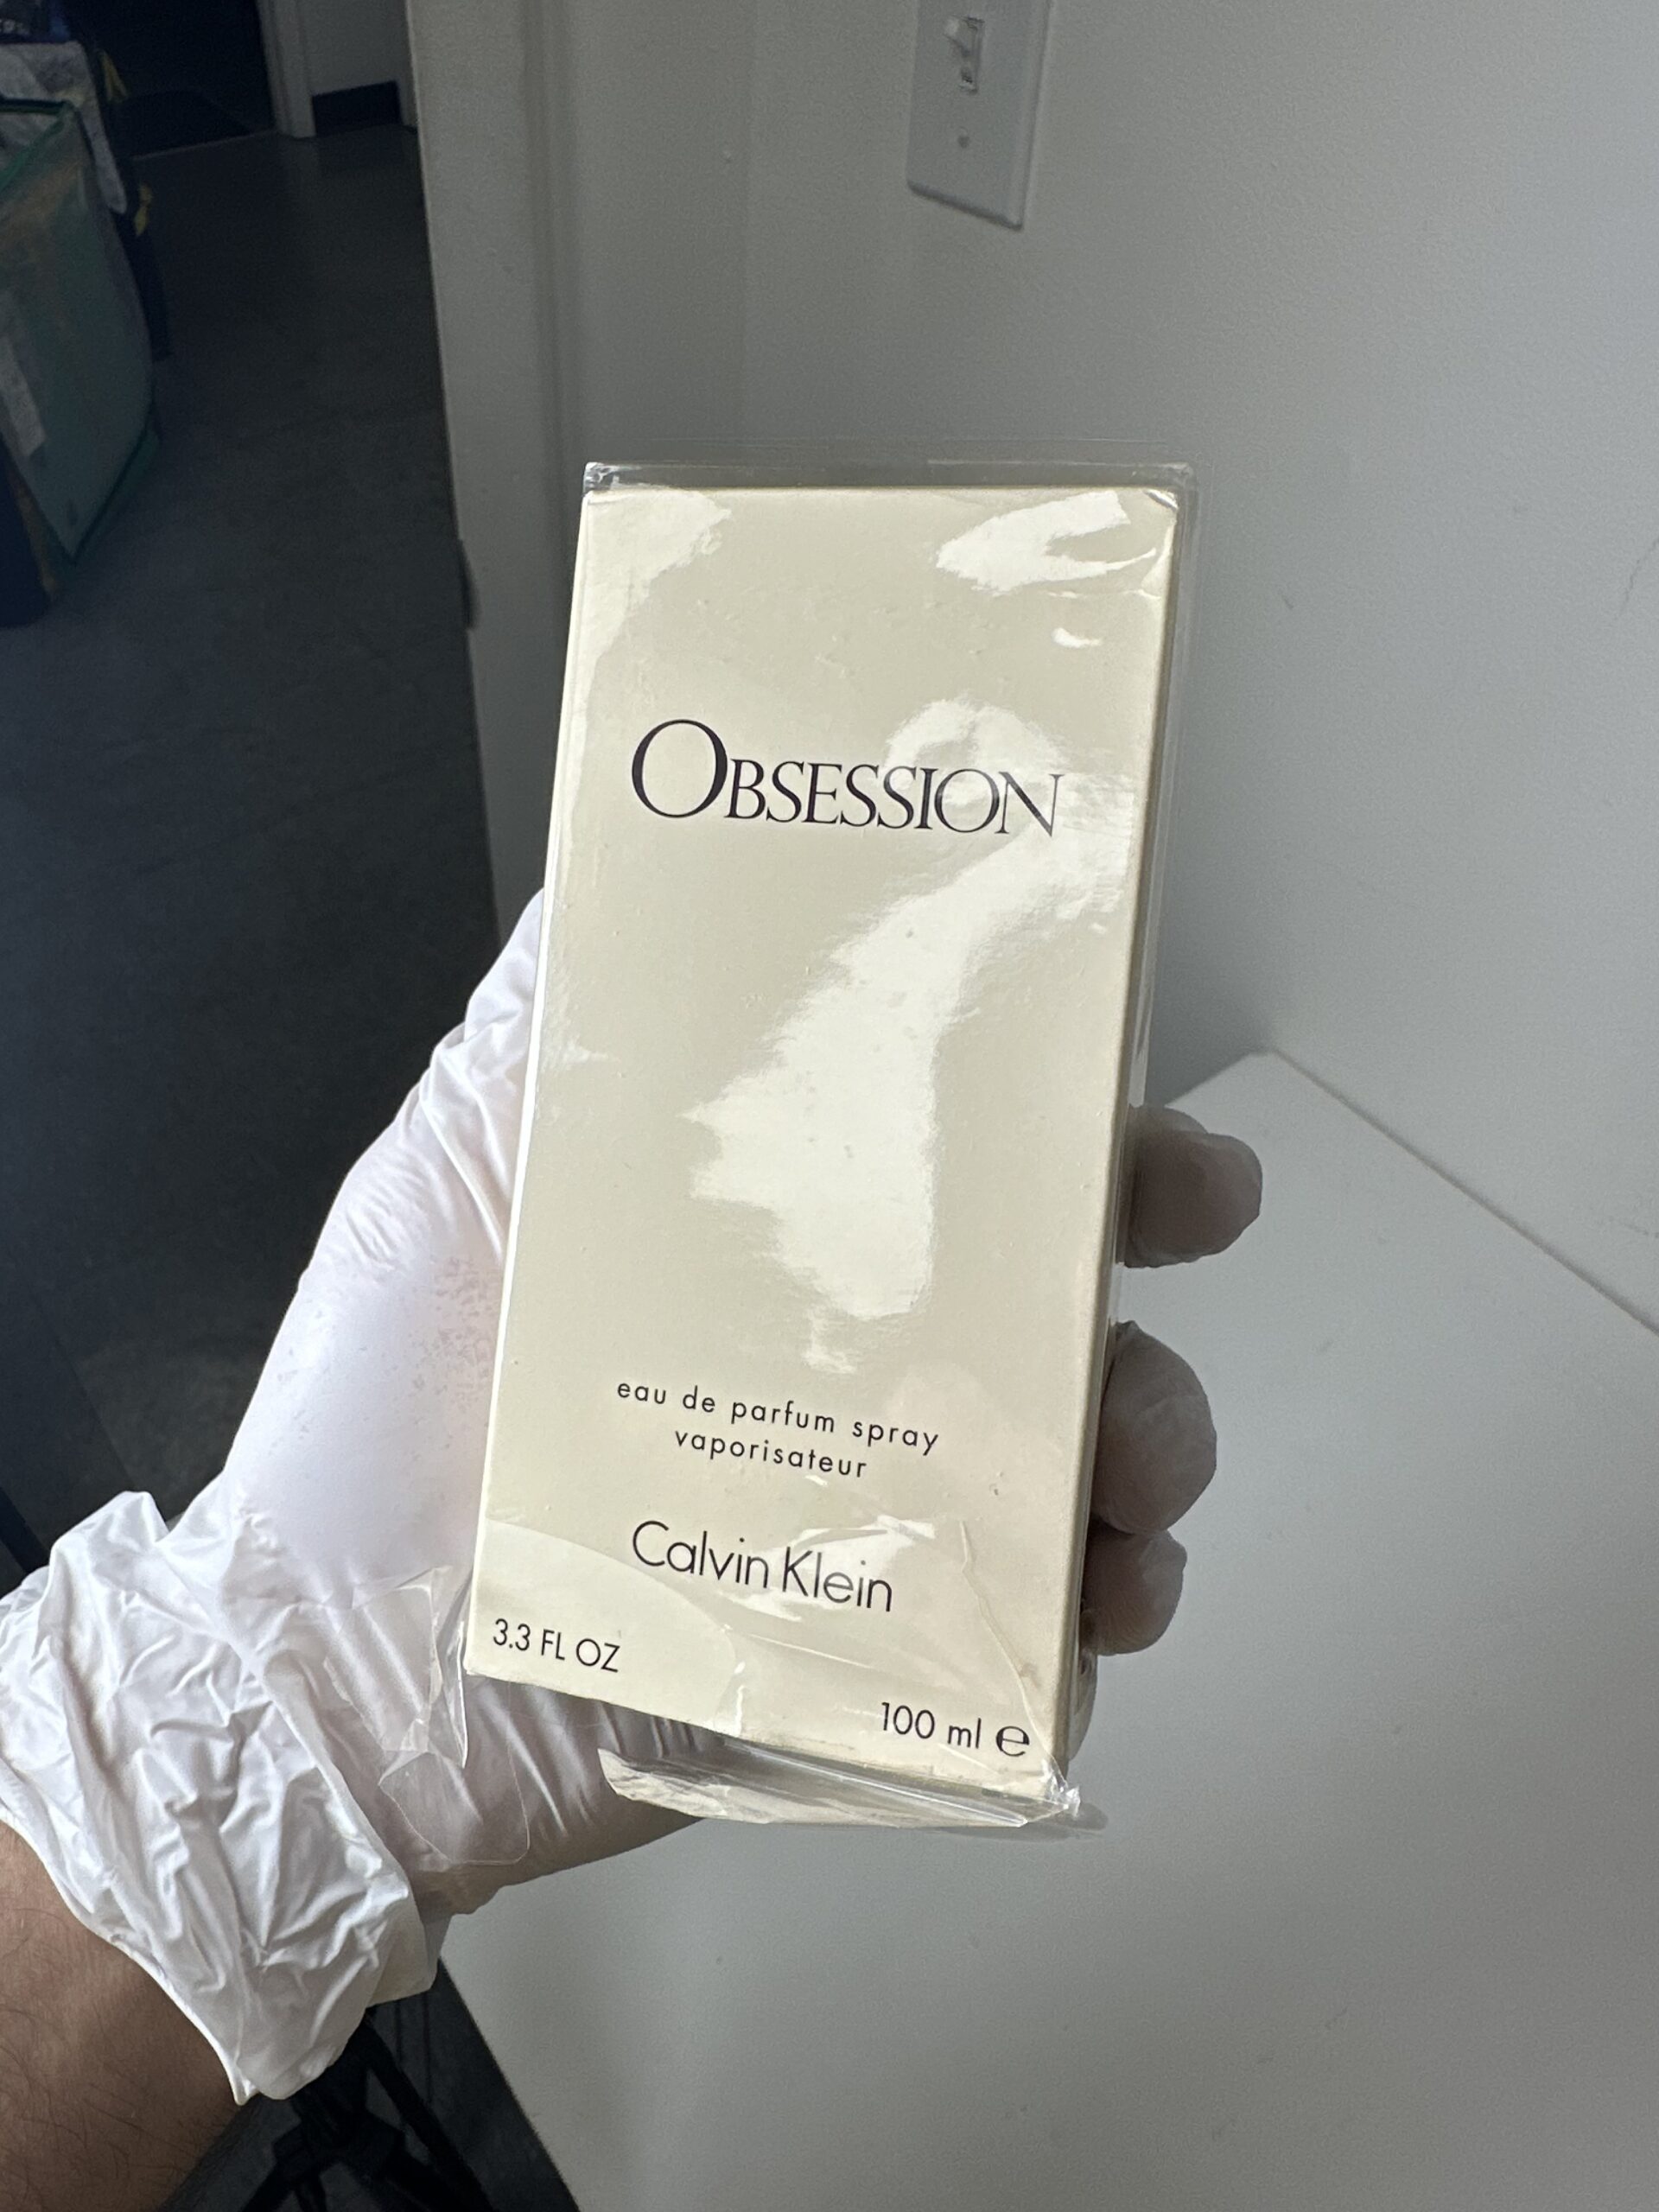 OBSESSION
eau de parfum spray
vaporisateur
Calvin Klein
3.3 FL OZ
100 ml ℮